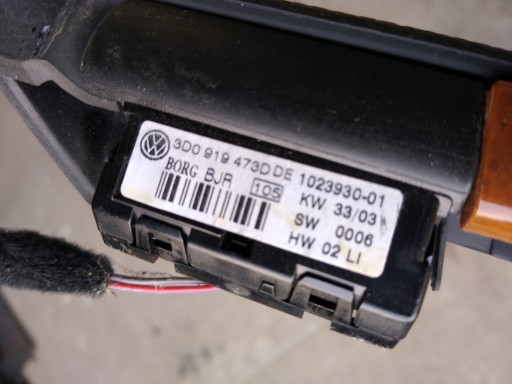 3D0 919 473D DE 1023930-01
BORG BJR 105 KW 33/03
SW 0006
HW 02 LI